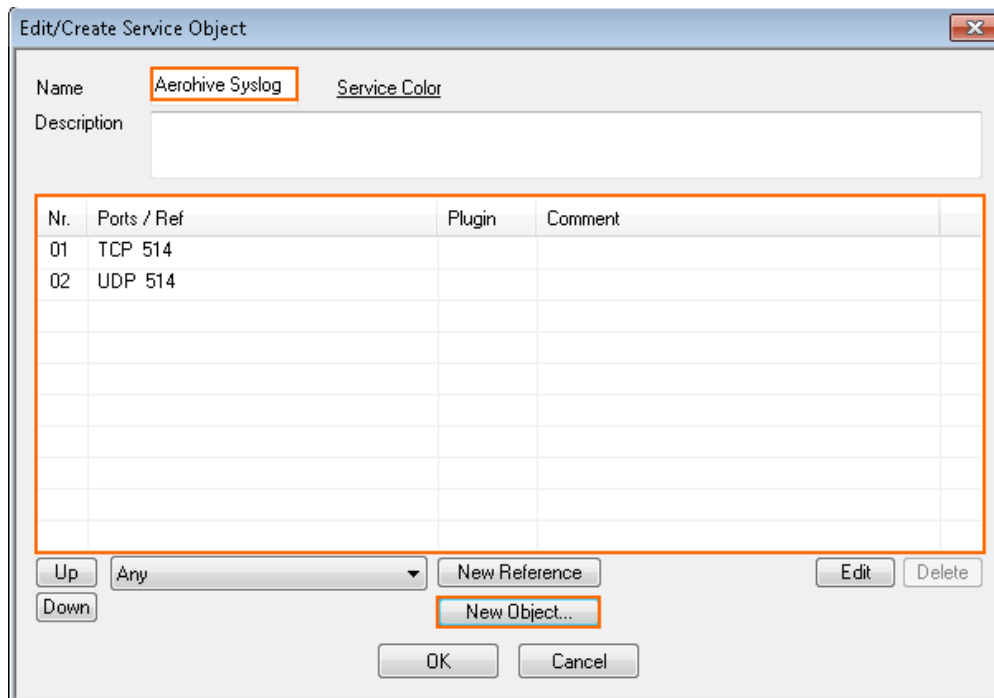 Edit/Create Service Object
Name Aerohive Syslog Service Color
Description
Nr. Ports / Ref Plugin Comment
01 TCP 514
02 UDP 514
Up Any New Reference Edit Delete
Down New Object...
OK Cancel